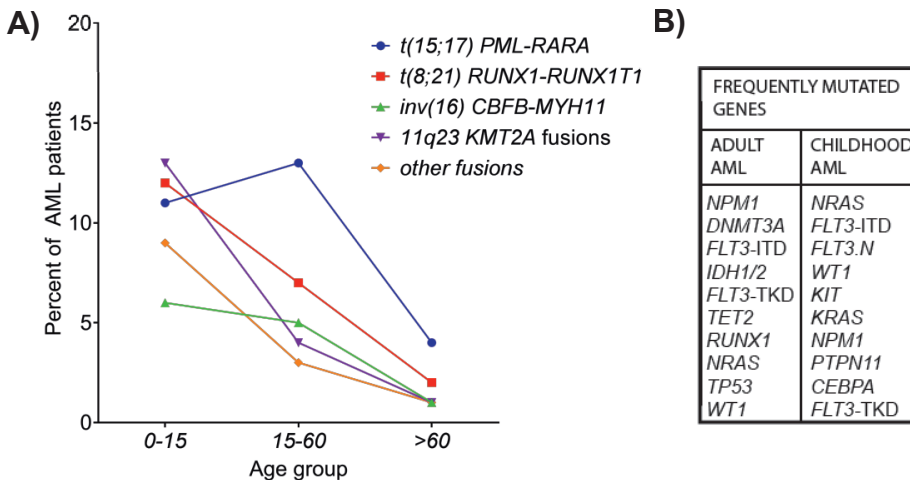 A)
20
15
10
5
0
Percent of AML patients
t(15;17) PML-RARA
t(8;21) RUNX1-RUNX1T1
inv(16) CBFB-MYH11
11q23 KMT2A fusions
other fusions
0-15
15-60
>60
Age group
B)
FREQUENTLY MUTATED
GENES
ADULT
AML
CHILDHOOD
AML
NPM1
DNMT3A
FLT3-ITD
IDH1/2
FLT3-TKD
TET2
RUNX1
NRAS
TP53
WT1
NRAS
FLT3-ITD
FLT3.N
WT1
KIT
KRAS
NPM1
PTPN11
CEBPA
FLT3-TKD